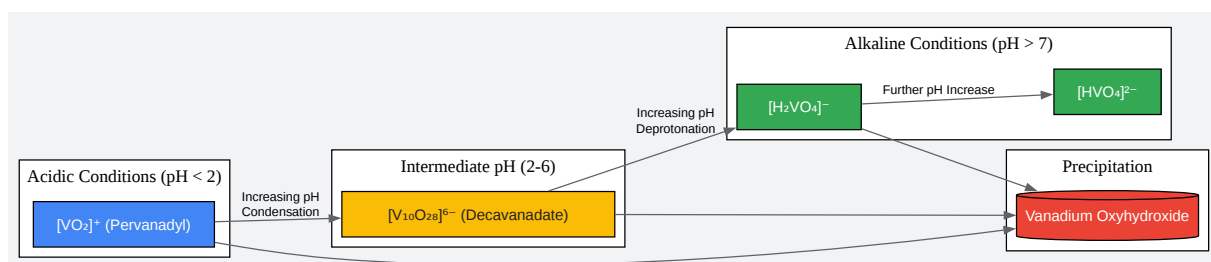 Acidic Conditions (pH < 2)
[VO₂]⁺ (Pervanadyl)
Increasing pH
Condensation
Intermediate pH (2-6)
[V₁₀O₂₈]⁶⁻ (Decavanadate)
Increasing pH
Deprotonation
Alkaline Conditions (pH > 7)
[H₂VO₄]⁻
Further pH Increase
[HVO₄]²⁻
Precipitation
Vanadium Oxyhydroxide